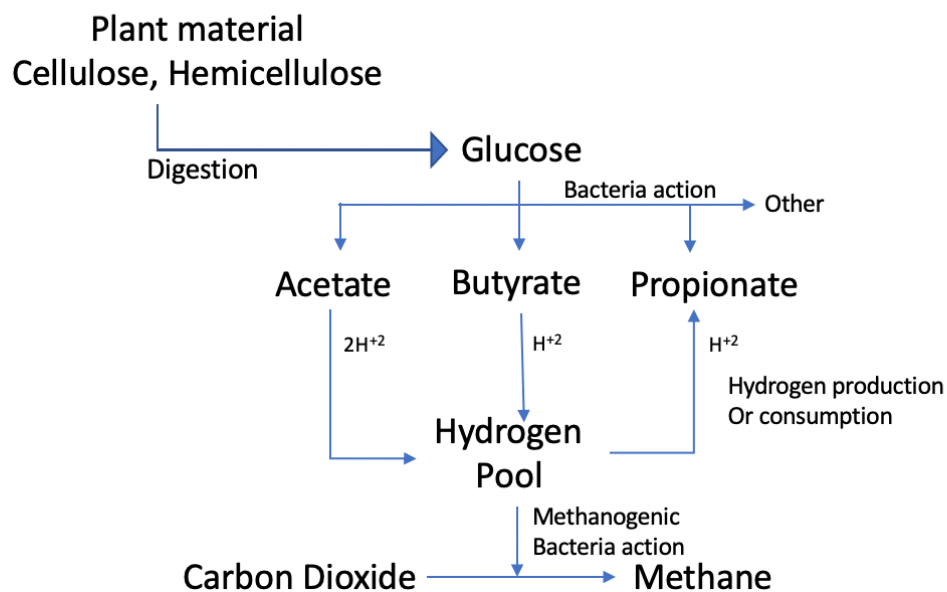 Plant material
Cellulose, Hemicellulose
Digestion
Glucose
Bacteria action
Other
Acetate
Butyrate
Propionate
2H⁺²
H⁺²
H⁺²
Hydrogen production
Or consumption
Hydrogen
Pool
Methanogenic
Bacteria action
Carbon Dioxide
Methane